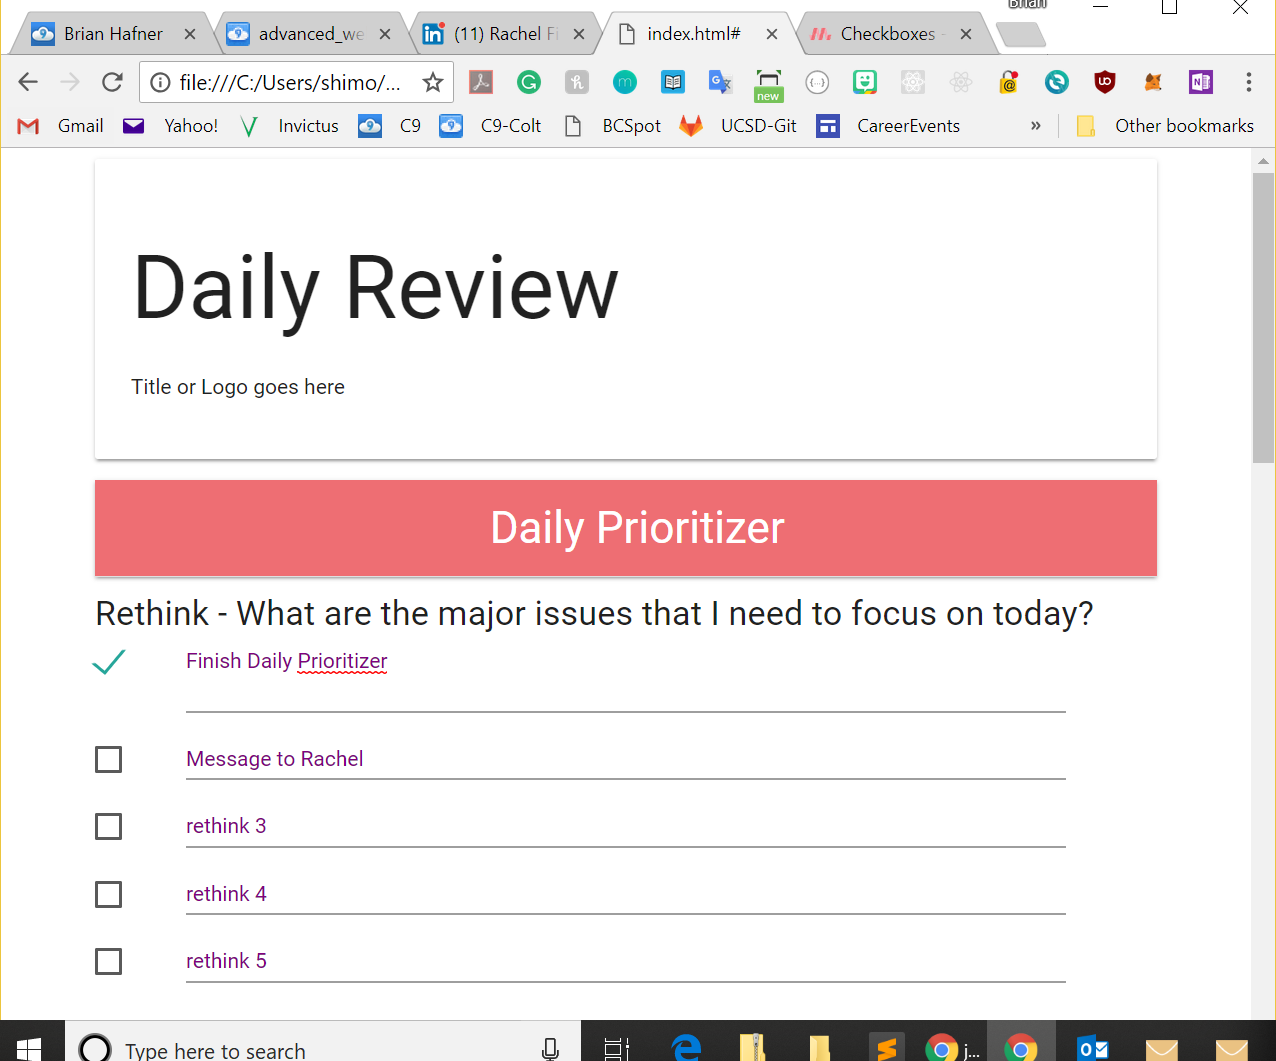 Brian
Brian Hafner
advanced_we
(11) Rachel Fi
index.html#
Checkboxes -
file:///C:/Users/shimo/...
new
Gmail Yahoo! Invictus C9 C9-Colt BCSpot UCSD-Git CareerEvents » Other bookmarks
Daily Review
Title or Logo goes here
Daily Prioritizer
Rethink - What are the major issues that I need to focus on today?
Finish Daily Prioritizer
Message to Rachel
rethink 3
rethink 4
rethink 5
Type here to search
j...